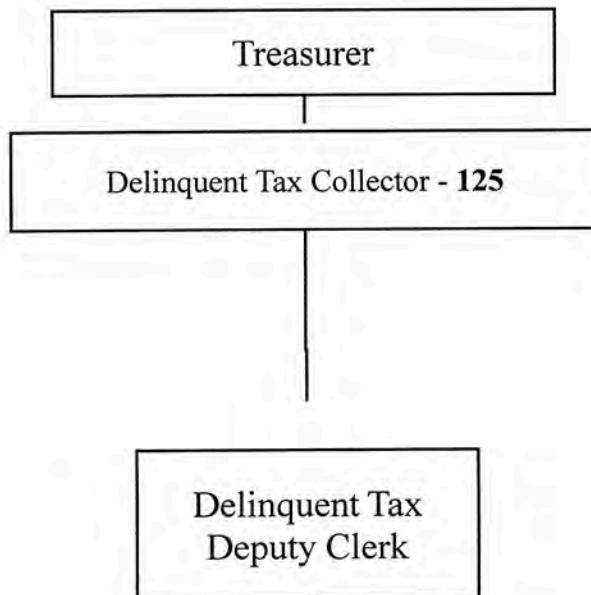 Treasurer
Delinquent Tax Collector - 125
Delinquent Tax
Deputy Clerk